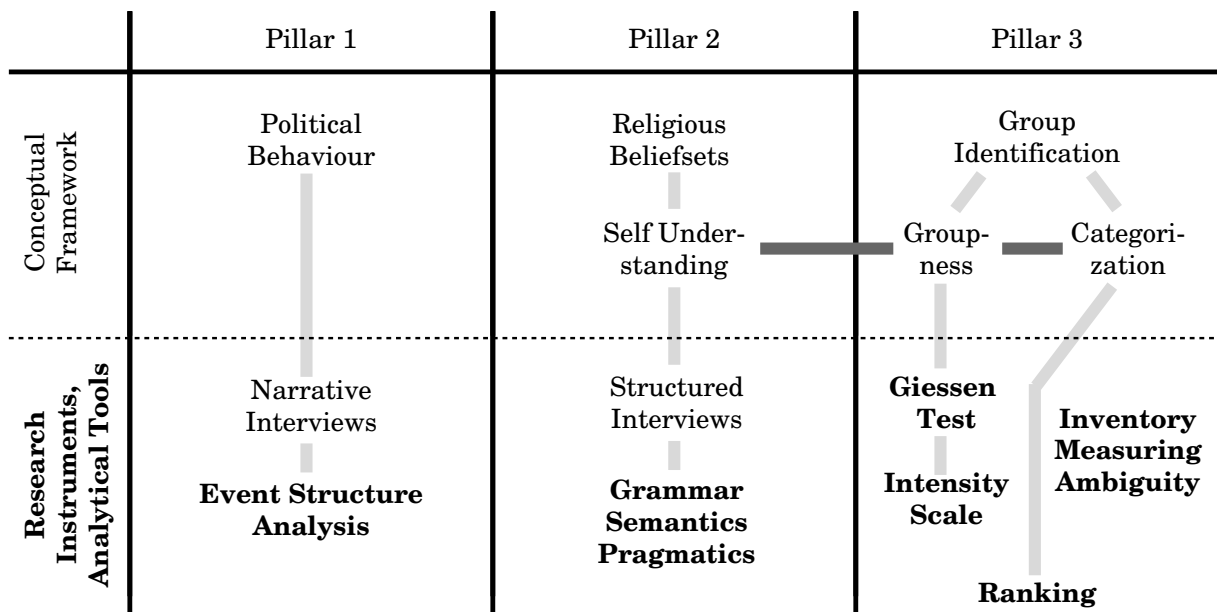 Pillar 1
Pillar 2
Pillar 3
Conceptual
Framework
Political
Behaviour
Religious
Beliefsets
Group
Identification
Self Under-
standing
Group-
ness
Categori-
zation
Research
Instruments,
Analytical Tools
Narrative
Interviews
Event Structure
Analysis
Structured
Interviews
Grammar
Semantics
Pragmatics
Giessen
Test
Intensity
Scale
Inventory
Measuring
Ambiguity
Ranking